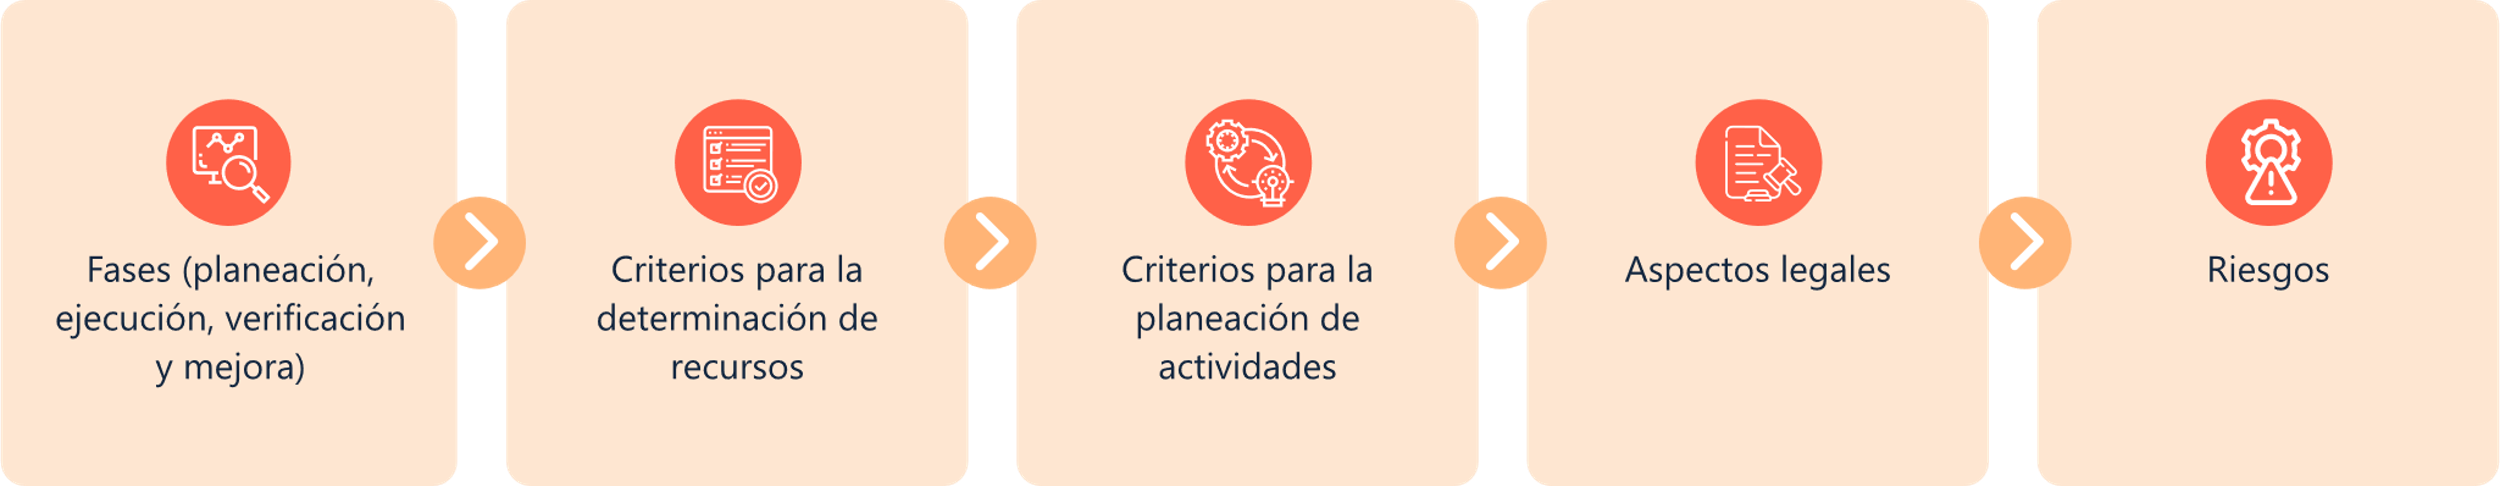 Fases (planeación,
ejecución, verificación
y mejora)
Criterios para la
determinación de
recursos
Criterios para la
planeación de
actividades
Aspectos legales
Riesgos